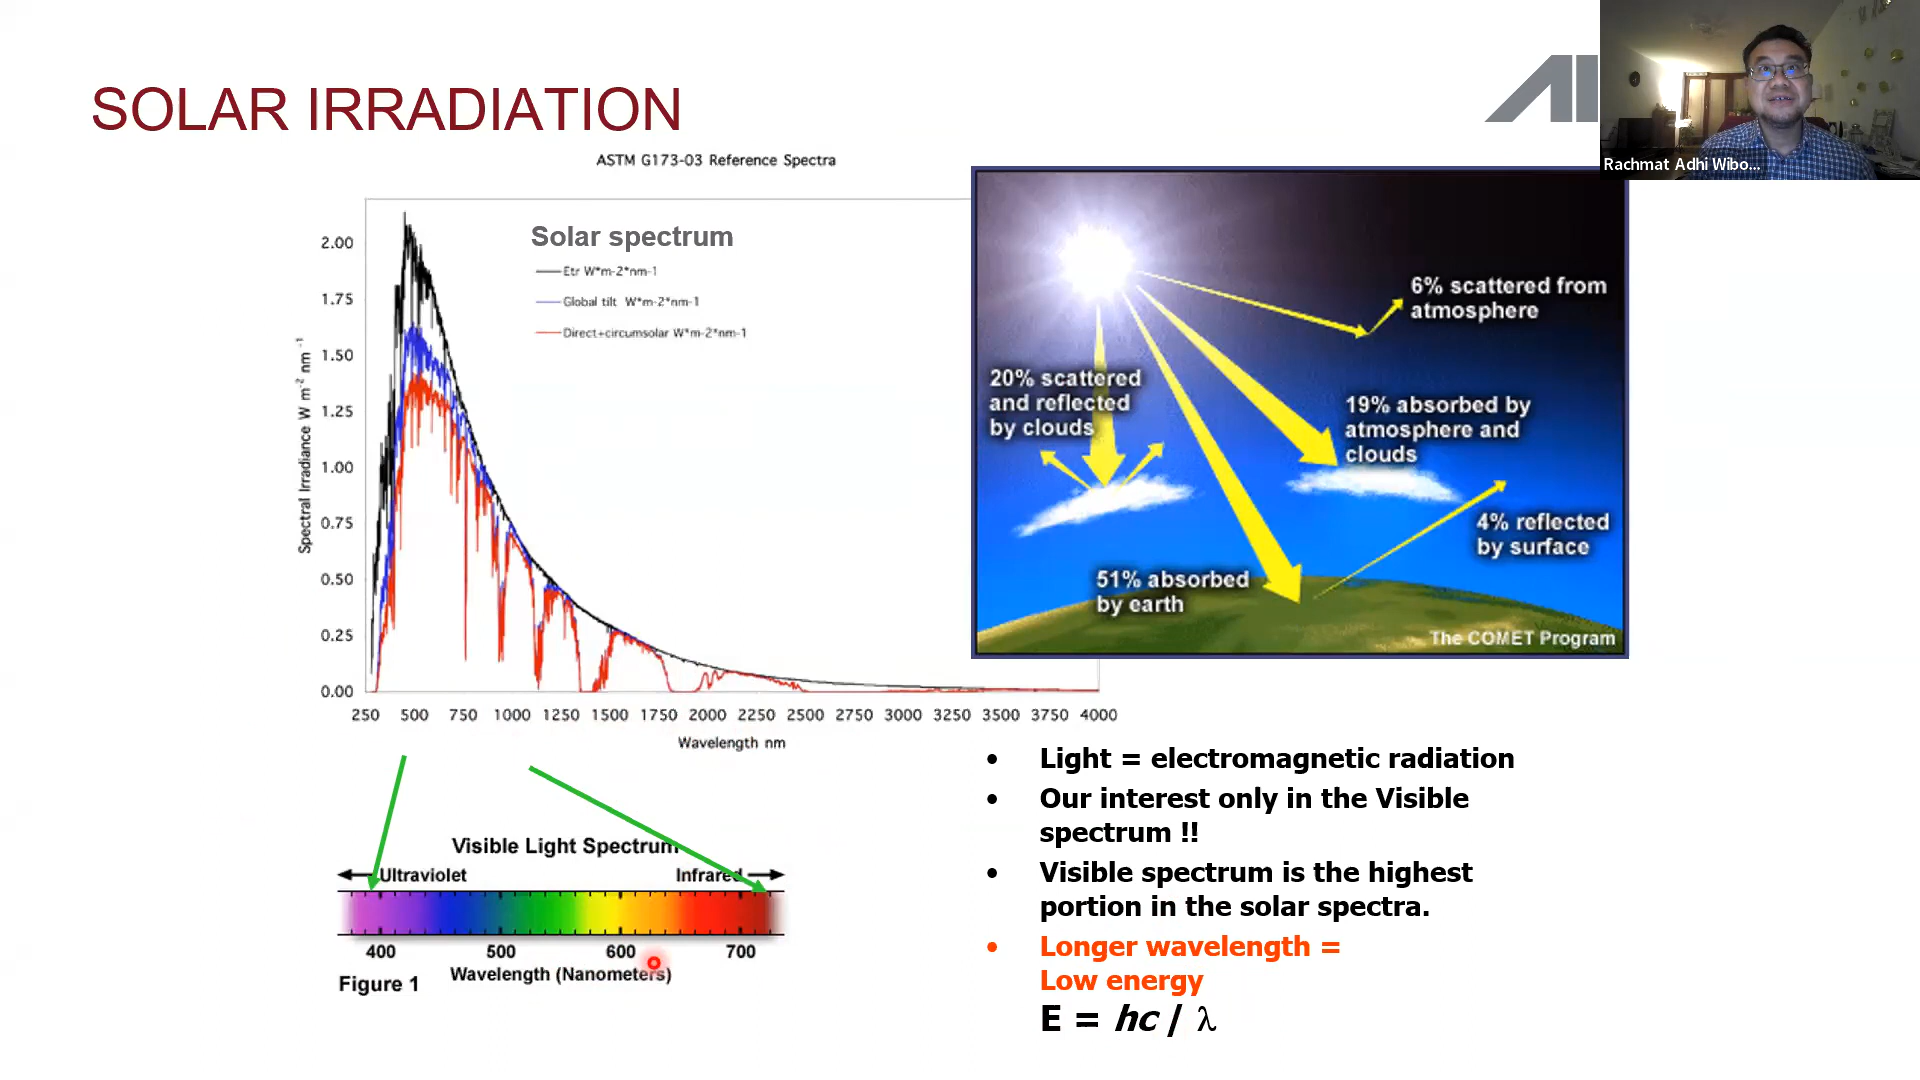 SOLAR IRRADIATION
AI
Rachmat Adhi Wibo...
ASTM G173-03 Reference Spectra
Solar spectrum
Etr W*m-2*nm-1
Global tilt W*m-2*nm-1
Direct+circumsolar W*m-2*nm-1
Spectral Irradiance W m-2 nm-1
2.00
1.75
1.50
1.25
1.00
0.75
0.50
0.25
0.00
250 500 750 1000 1250 1500 1750 2000 2250 2500 2750 3000 3250 3500 3750 4000
Wavelength nm
6% scattered from
atmosphere
20% scattered
and reflected
by clouds
19% absorbed by
atmosphere and
clouds
4% reflected
by surface
51% absorbed
by earth
The COMET Program
Visible Light Spectrum
Ultraviolet Infrared
400 500 600 700
Wavelength (Nanometers)
Figure 1
• Light = electromagnetic radiation
• Our interest only in the Visible
spectrum !!
• Visible spectrum is the highest
portion in the solar spectra.
• Longer wavelength =
Low energy
E = hc / λ